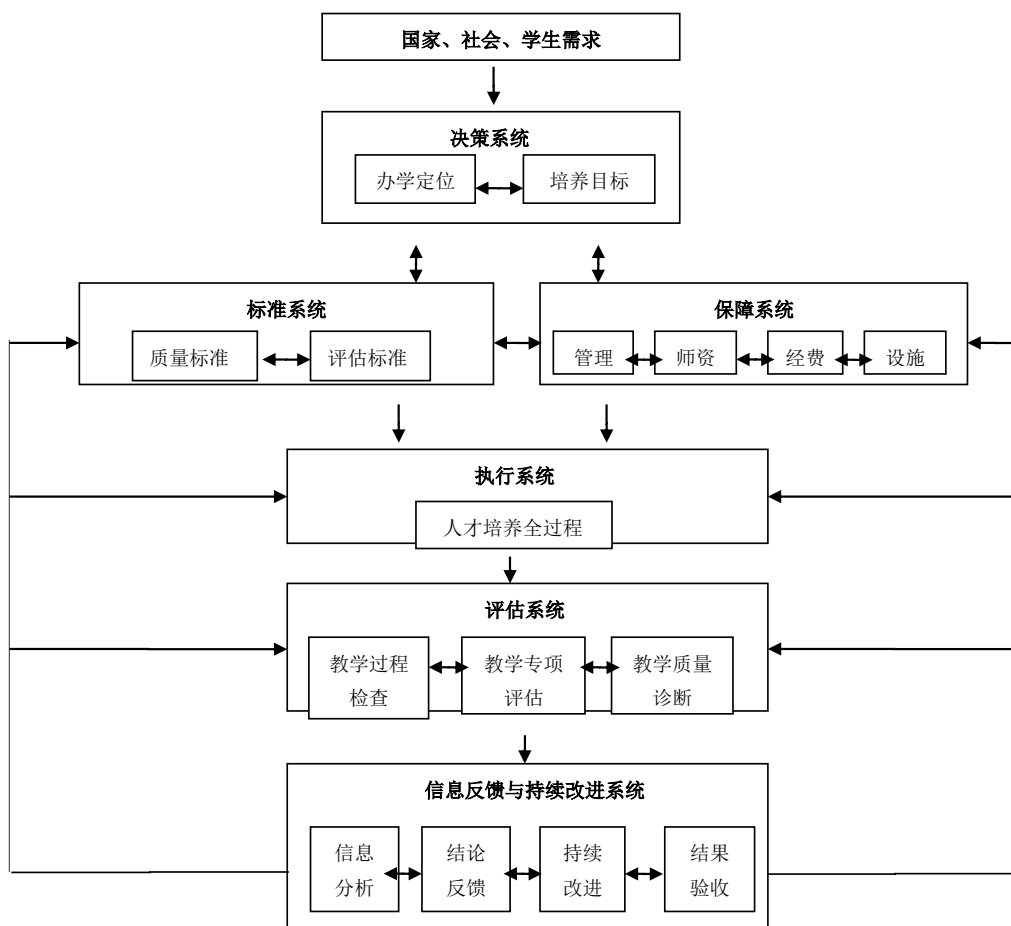 国家、社会、学生需求
决策系统
办学定位
培养目标
标准系统
质量标准
评估标准
保障系统
管理
师资
经费
设施
执行系统
人才培养全过程
评估系统
教学过程
检查
教学专项
评估
教学质量
诊断
信息反馈与持续改进系统
信息
分析
结论
反馈
持续
改进
结果
验收